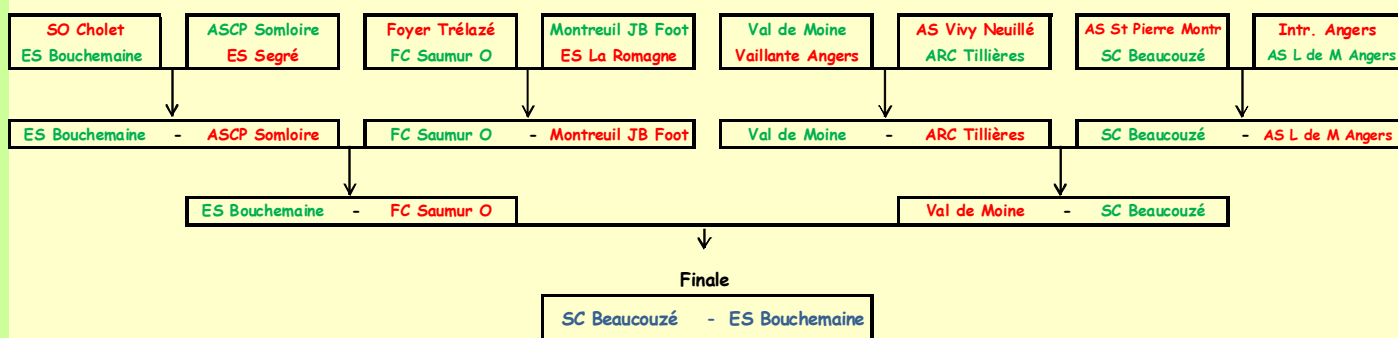 SO Cholet
ES Bouchemaine
ASCP Somloire
ES Segré
Foyer Trélazé
FC Saumur O
Montreuil JB Foot
ES La Romagne
Val de Moine
Vaillante Angers
AS Vivy Neuillé
ARC Tillières
AS St Pierre Montr
SC Beaucouzé
Intr. Angers
AS L de M Angers
ES Bouchemaine - ASCP Somloire
FC Saumur O - Montreuil JB Foot
Val de Moine - ARC Tillières
SC Beaucouzé - AS L de M Angers
ES Bouchemaine - FC Saumur O
Val de Moine - SC Beaucouzé
Finale
SC Beaucouzé - ES Bouchemaine